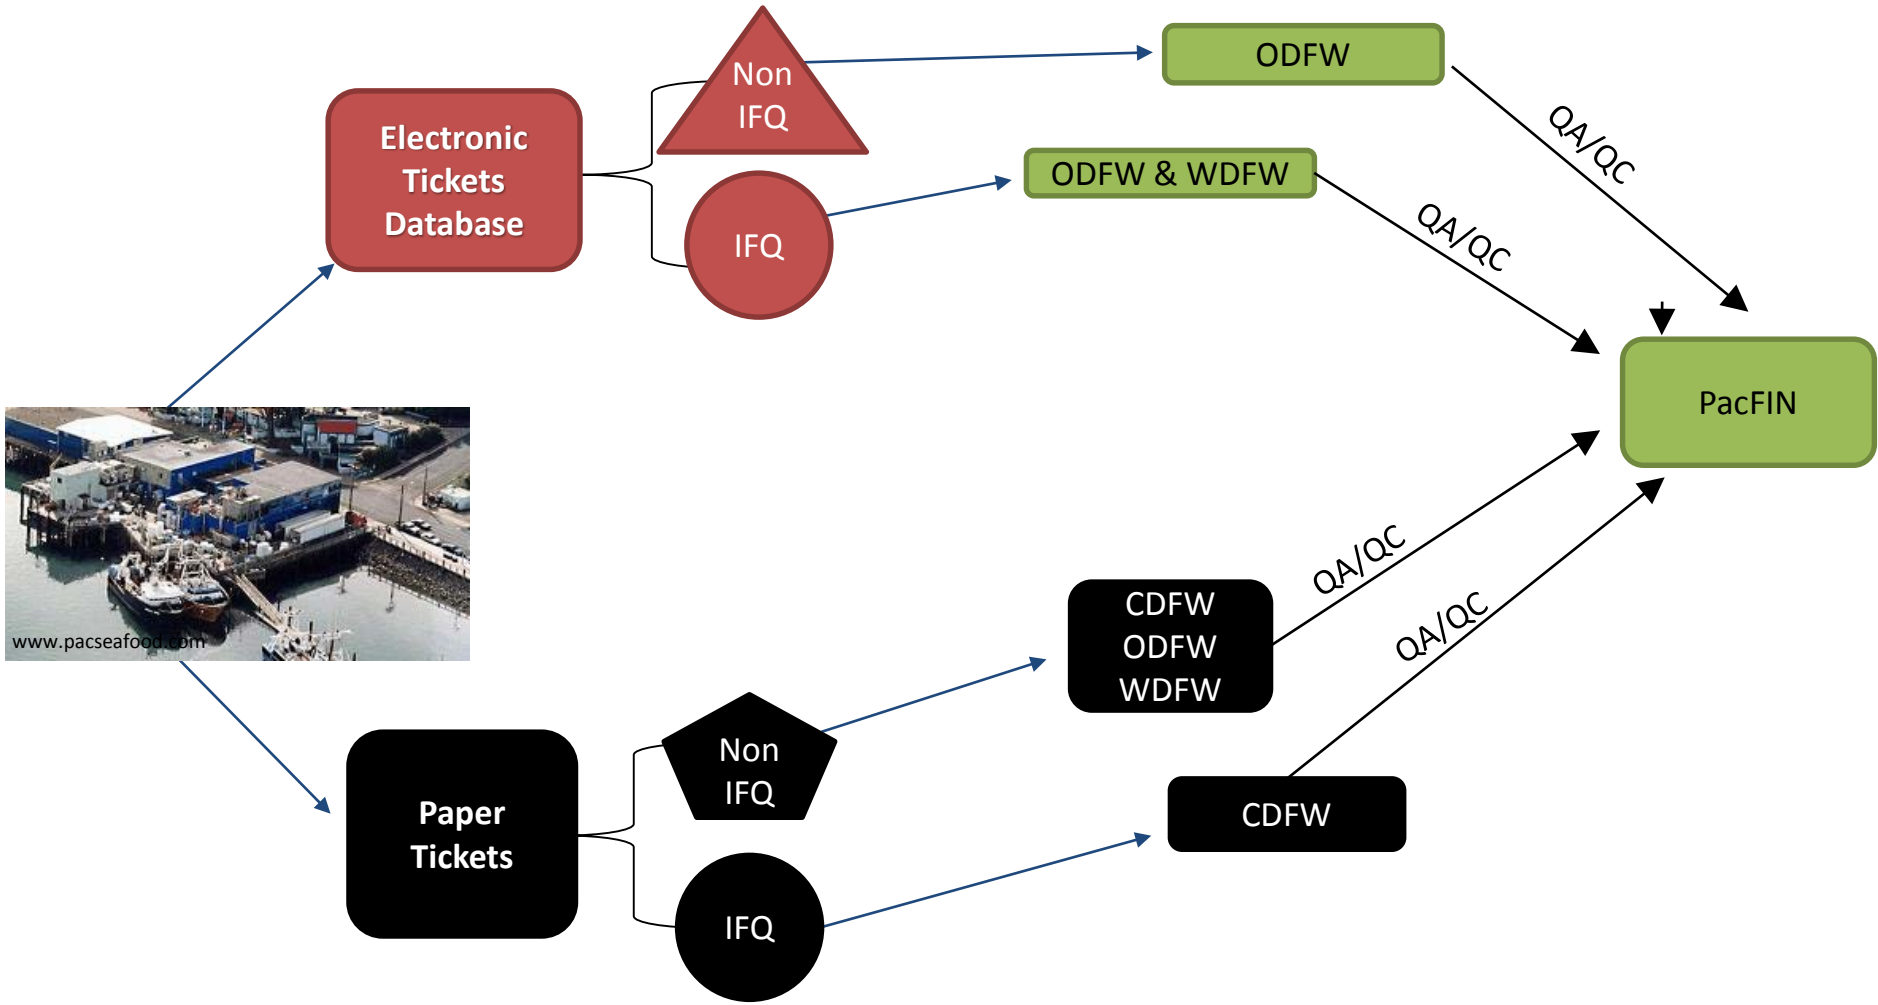 Non
IFQ
ODFW
Electronic
Tickets
Database
ODFW & WDFW
IFQ
QA/QC
QA/QC
PacFIN
www.pacseafood.com
QA/QC
QA/QC
CDFW
ODFW
WDFW
Non
IFQ
Paper
Tickets
CDFW
IFQ